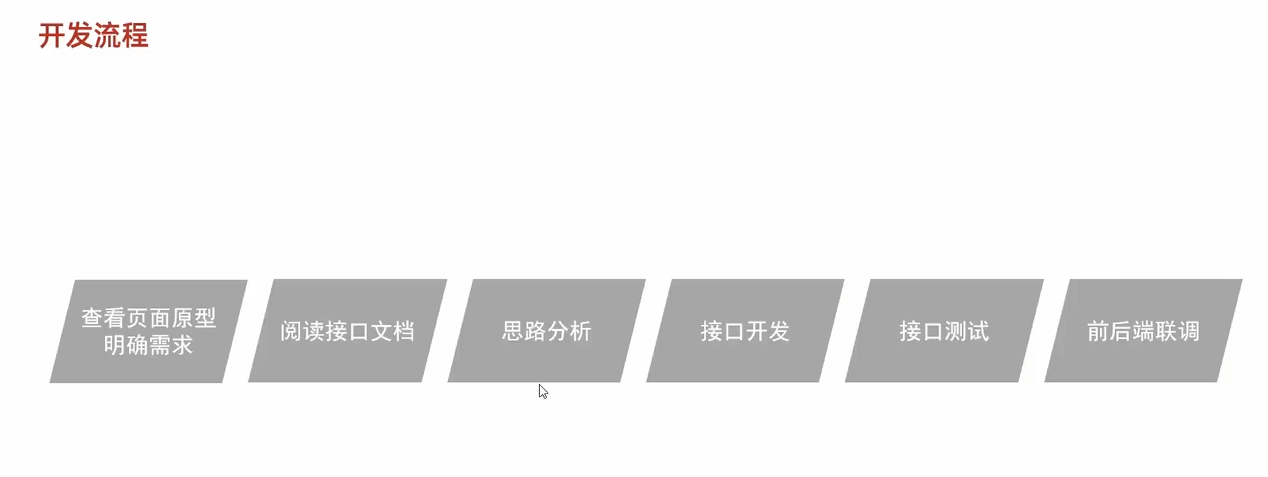 开发流程
查看页面原型
明确需求
阅读接口文档
思路分析
接口开发
接口测试
前后端联调